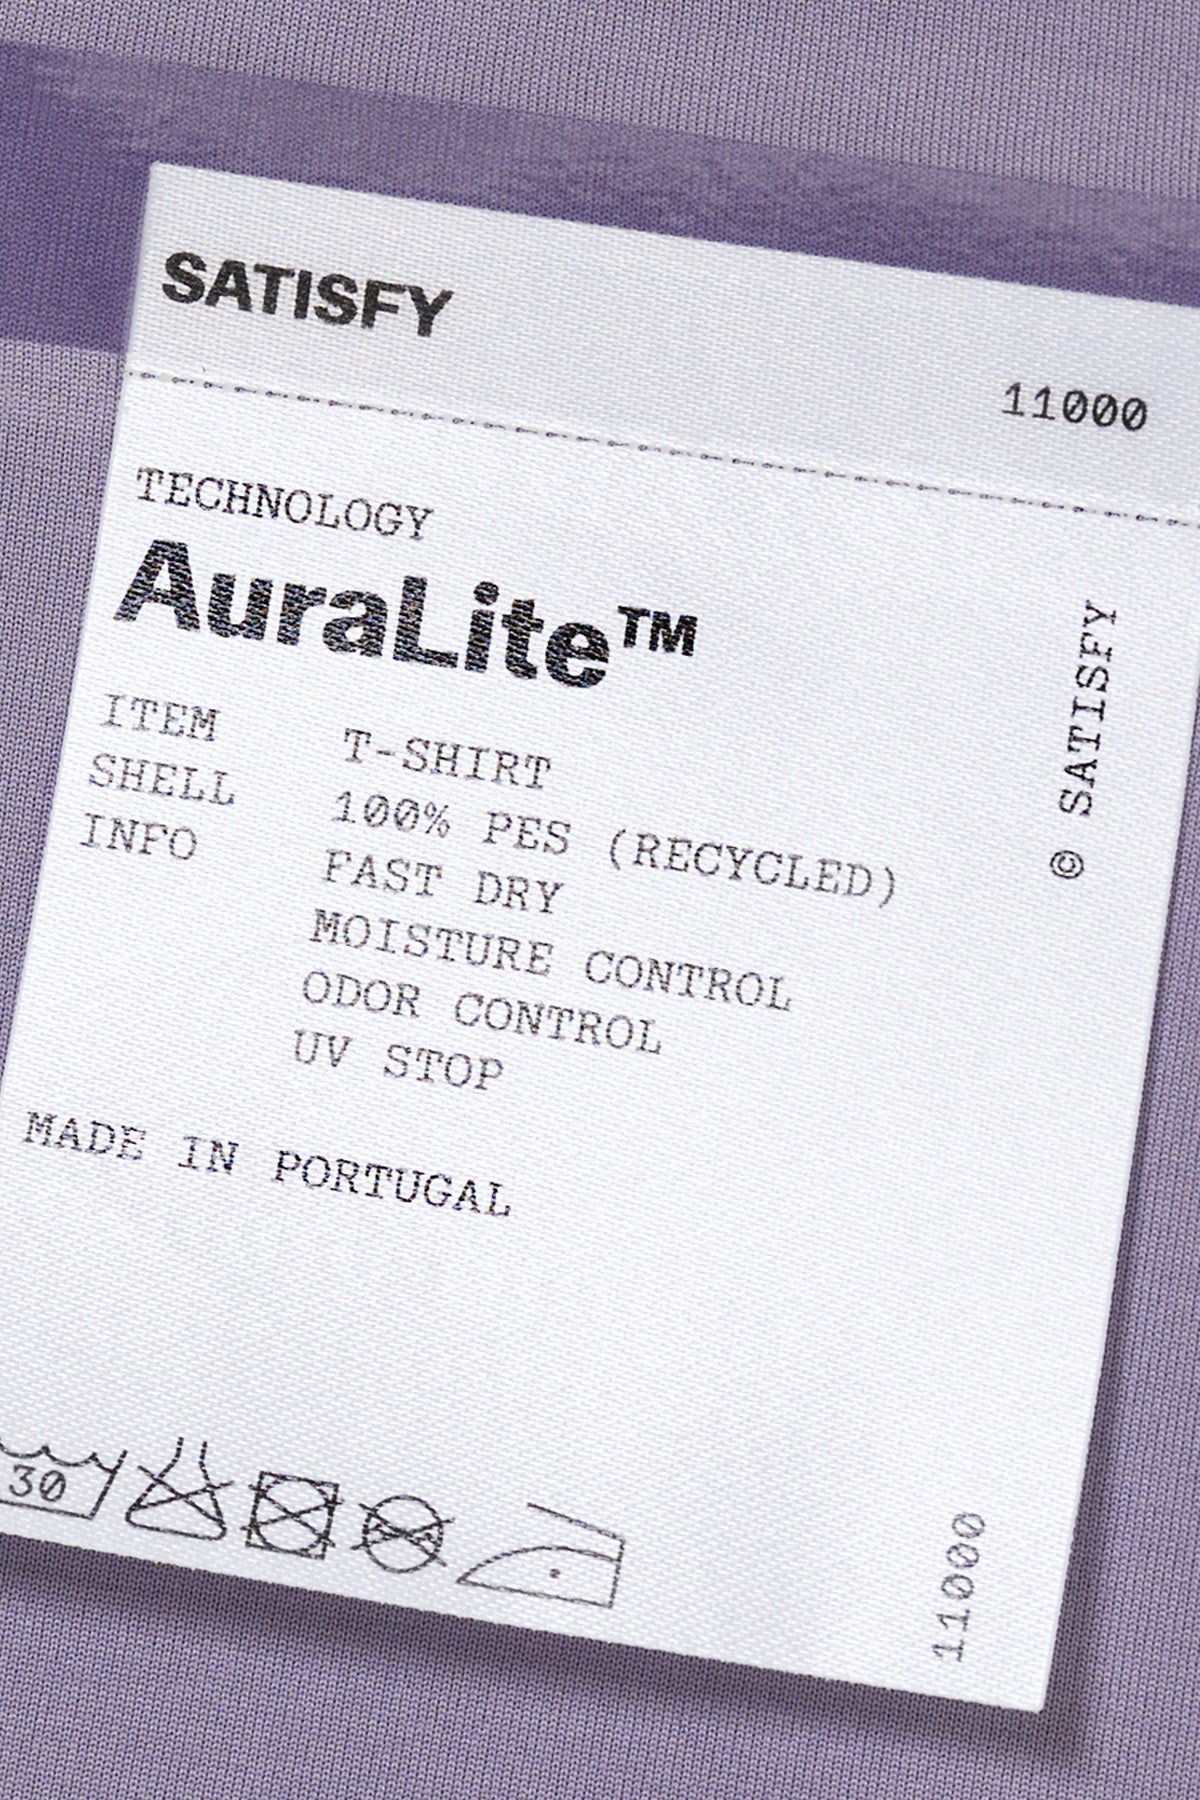 SATISFY
11000
TECHNOLOGY
AuraLite™
ITEM T-SHIRT
SHELL 100% PES (RECYCLED)
INFO FAST DRY
MOISTURE CONTROL
ODOR CONTROL
UV STOP
MADE IN PORTUGAL
© SATISFY
30
11000